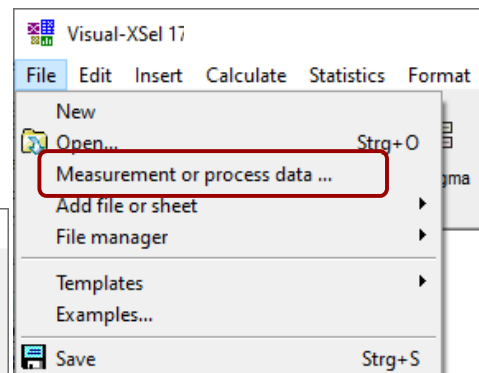 Visual-XSel 17
File Edit Insert Calculate Statistics Format
New
Open... Strg+O
Measurement or process data ...
Add file or sheet
File manager
Templates
Examples...
Save Strg+S